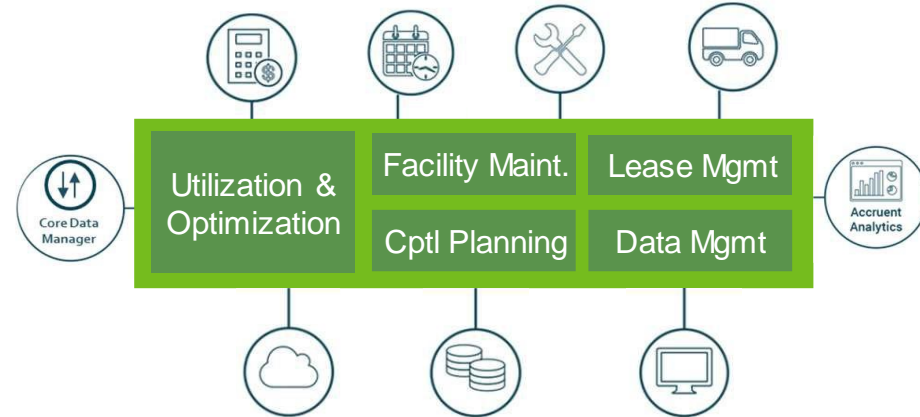 Utilization &
Optimization
Facility Maint.
Lease Mgmt
Cptl Planning
Data Mgmt
Core Data
Manager
Accruent
Analytics
$